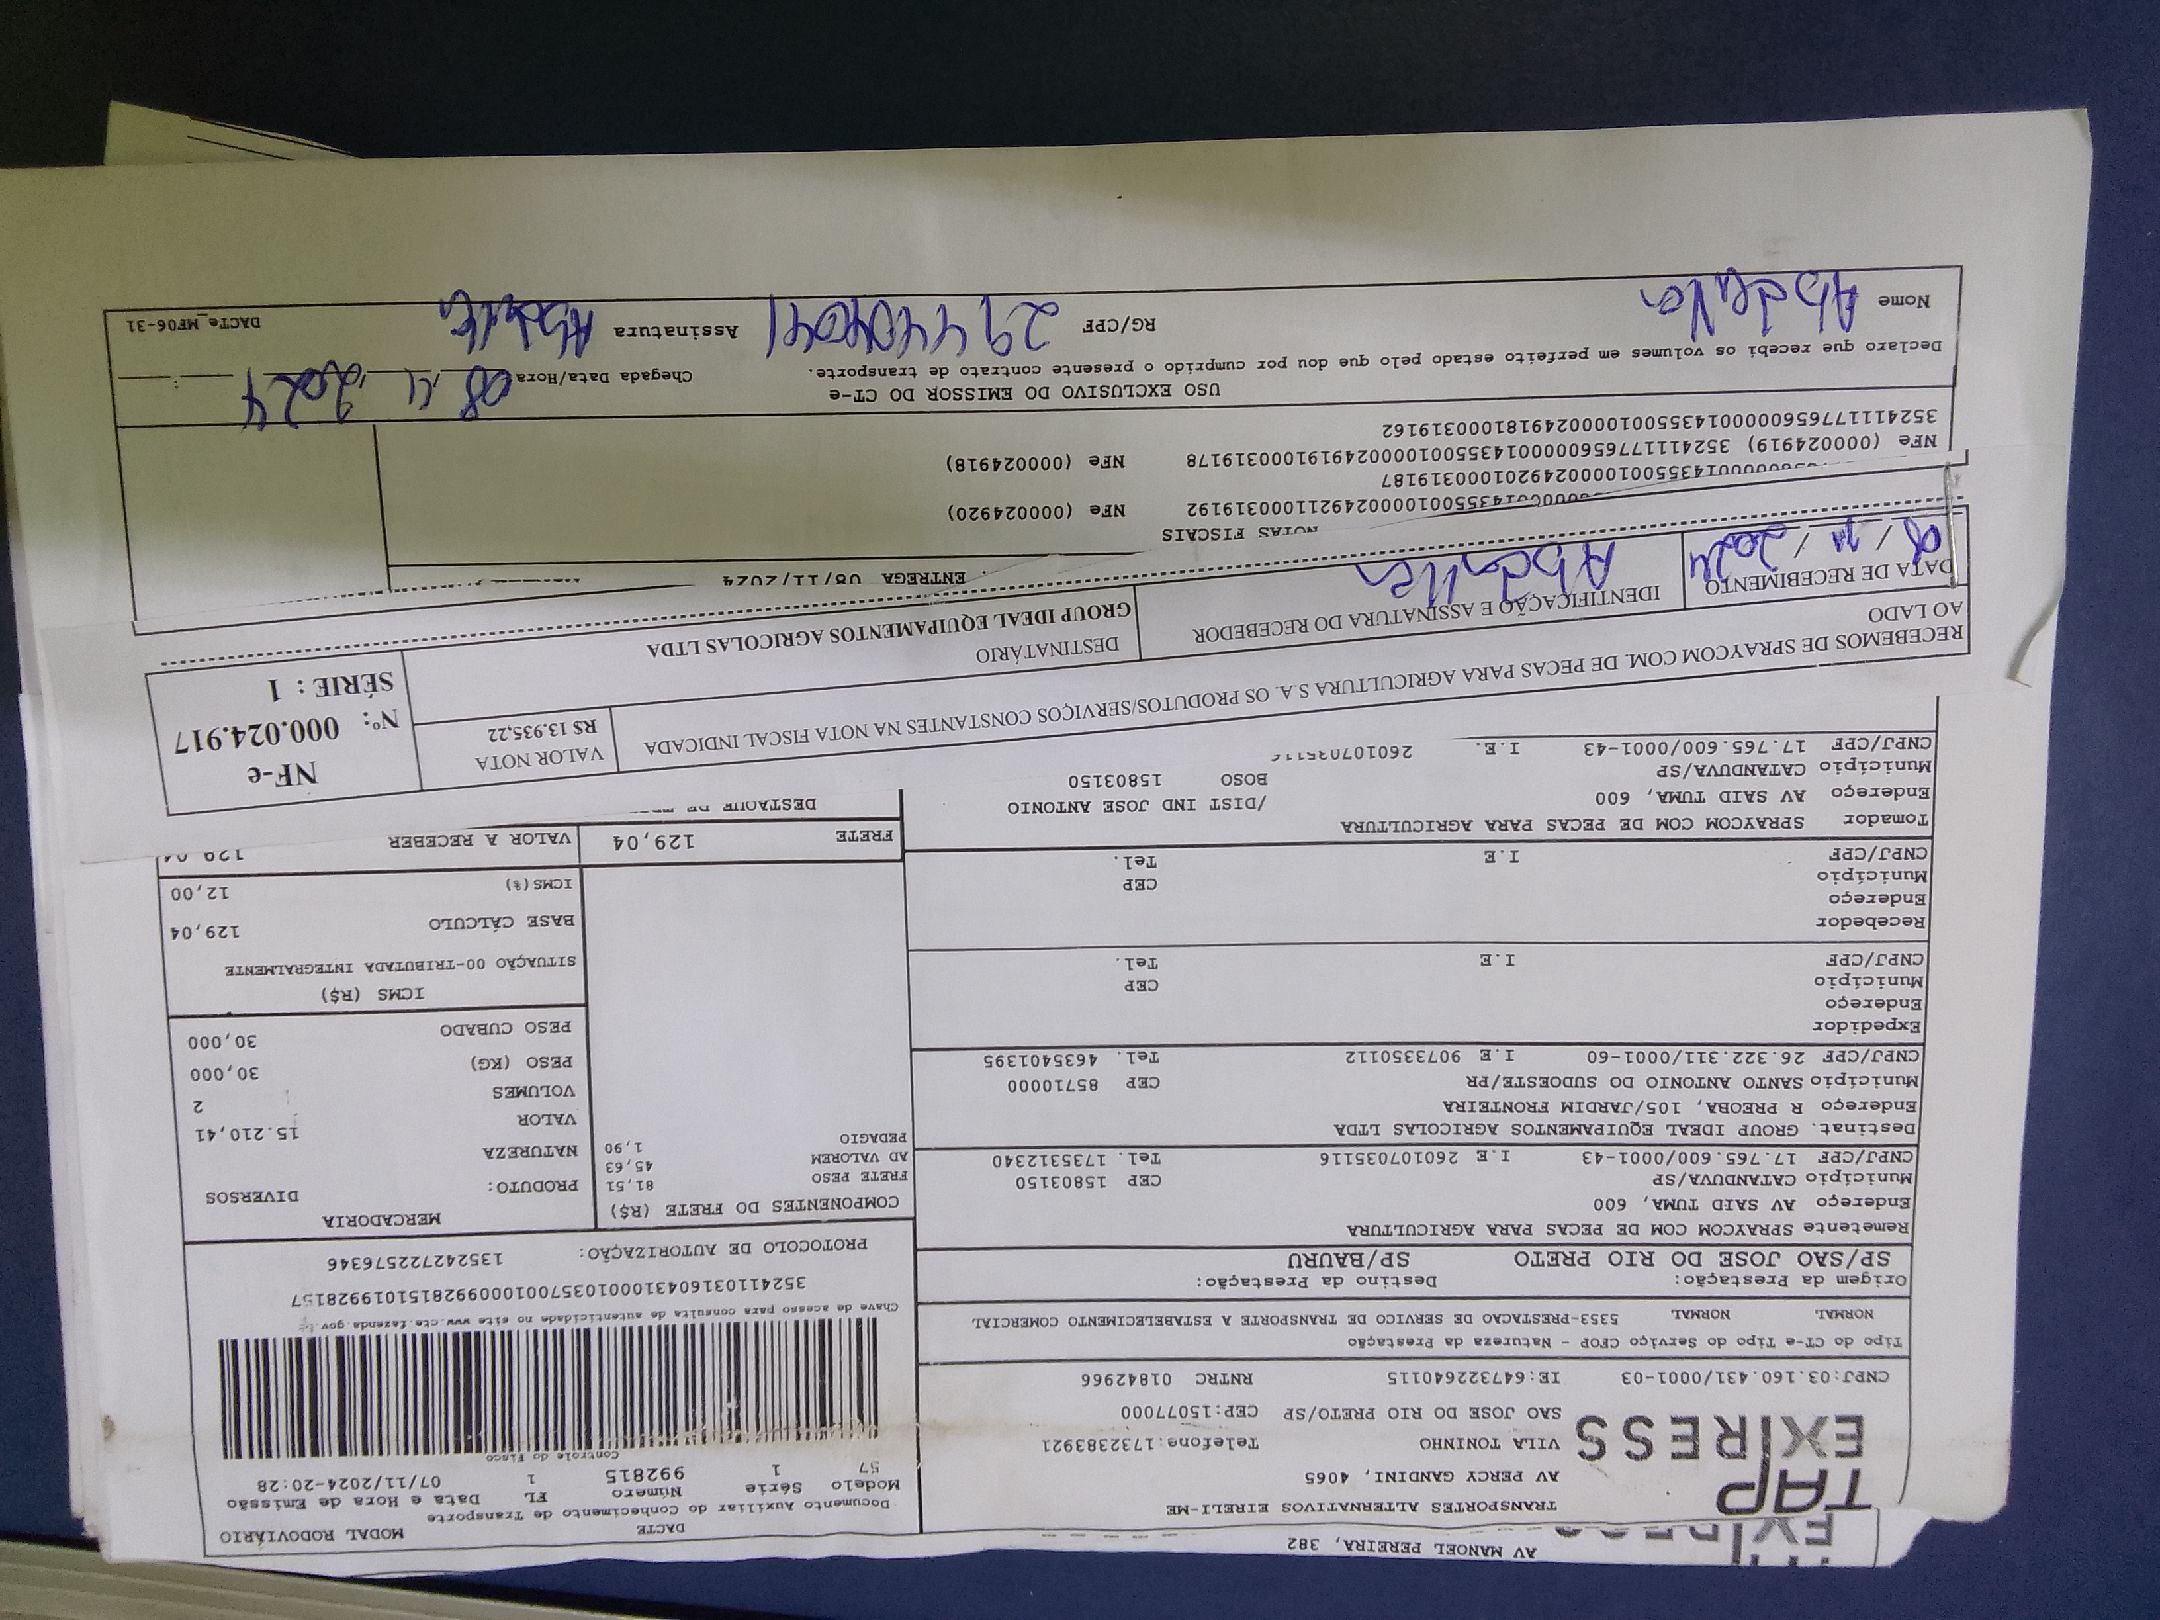 AV MANOEL PEREIRA, 382
TAP
EXPRESS
TRANSPORTES ALTERNATIVOS EIRELI-ME
AV PERCY GANDINI, 4065
VILA TONINHO Telefone:1732383921
SAO JOSE DO RIO PRETO/SP CEP:15077000
CNPJ:03.160.431/0001-03 IE:647322640115 RNTRC 01842966
DACTE MODAL RODOVIÁRIO
Documento Auxiliar do Conhecimento de Transporte
Modelo Série Número FL Data e Hora de Emissão
57 1 992815 1 07/11/2024-20:28
Controle do Fisco
Chave de acesso para consulta de autenticidade no site www.cte.fazenda.gov
35241103160431000103570010009928151019928157
PROTOCOLO DE AUTORIZAÇÃO: 135242722576346
Tipo do CT-e Tipo do Serviço CFOP - Natureza da Prestação
NORMAL NORMAL 5353-PRESTACAO DE SERVICO DE TRANSPORTE A ESTABELECIMENTO COMERCIAL
Origem da Prestação: Destino da Prestação:
SP/SAO JOSE DO RIO PRETO SP/BAURU
Remetente SPRAYCOM COM DE PECAS PARA AGRICULTURA
Endereço AV SAID TUMA, 600
Município CATANDUVA/SP CEP 15803150
CNPJ/CPF 17.765.600/0001-43 I.E 260107035116 Tel. 1735312340
Destinat. GROUP IDEAL EQUIPAMENTOS AGRICOLAS LTDA
Endereço R PREOBA, 105/JARDIM FRONTEIRA
Município SANTO ANTONIO DO SUDOESTE/PR CEP 85710000
CNPJ/CPF 26.322.311/0001-60 I.E 9073350112 Tel. 4635401395
Expedidor
Endereço
Município CEP
CNPJ/CPF I.E Tel.
Recebedor
Endereço
Município CEP
CNPJ/CPF I.E Tel.
Tomador SPRAYCOM COM DE PECAS PARA AGRICULTURA
Endereço AV SAID TUMA, 600 /DIST IND JOSE ANTONIO
Município CATANDUVA/SP BOSO 15803150
CNPJ/CPF 17.765.600/0001-43 I.E. 260107035116
COMPONENTES DO FRETE (R$)
FRETE PESO 81,51
AD VALOREM 45,63
PEDAGIO 1,90
MERCADORIA
PRODUTO: DIVERSOS
NATUREZA
VALOR 15.210,41
VOLUMES 2
PESO (KG) 30,000
PESO CUBADO 30,000
ICMS (R$)
SITUAÇÃO 00-TRIBUTADA INTEGRALMENTE
BASE CÁLCULO 129,04
ICMS(%) 12,00
FRETE 129,04 VALOR A RECEBER 129,04
DESTAQUE DE
RECEBEMOS DE SPRAYCOM COM. DE PECAS PARA AGRICULTURA S.A. OS PRODUTOS/SERVIÇOS CONSTANTES NA NOTA FISCAL INDICADA
AO LADO
VALOR NOTA
R$ 13.935,22
NF-e
Nº: 000.024.917
SÉRIE : 1
DATA DE RECEBIMENTO
/ 11 / 2024
IDENTIFICAÇÃO E ASSINATURA DO RECEBEDOR
DESTINATÁRIO
GROUP IDEAL EQUIPAMENTOS AGRICOLAS LTDA
ENTREGA 08/11/2024
NOTAS FISCAIS
143550010000249211000319192 NFe (000024920)
14355001000024920100031918​7
NFe (000024919) 35241117765600000143550010000249191000319178 NFe (000024918)
35241117765600000143550010000249181000319162
USO EXCLUSIVO DO EMISSOR DO CT-e
Declaro que recebi os volumes em perfeito estado pelo que dou por cumprido o presente contrato de transporte.
Chegada Data/Hora 08 11 2024
Nome
RG/CPF
Assinatura
DACTe_MF06-31